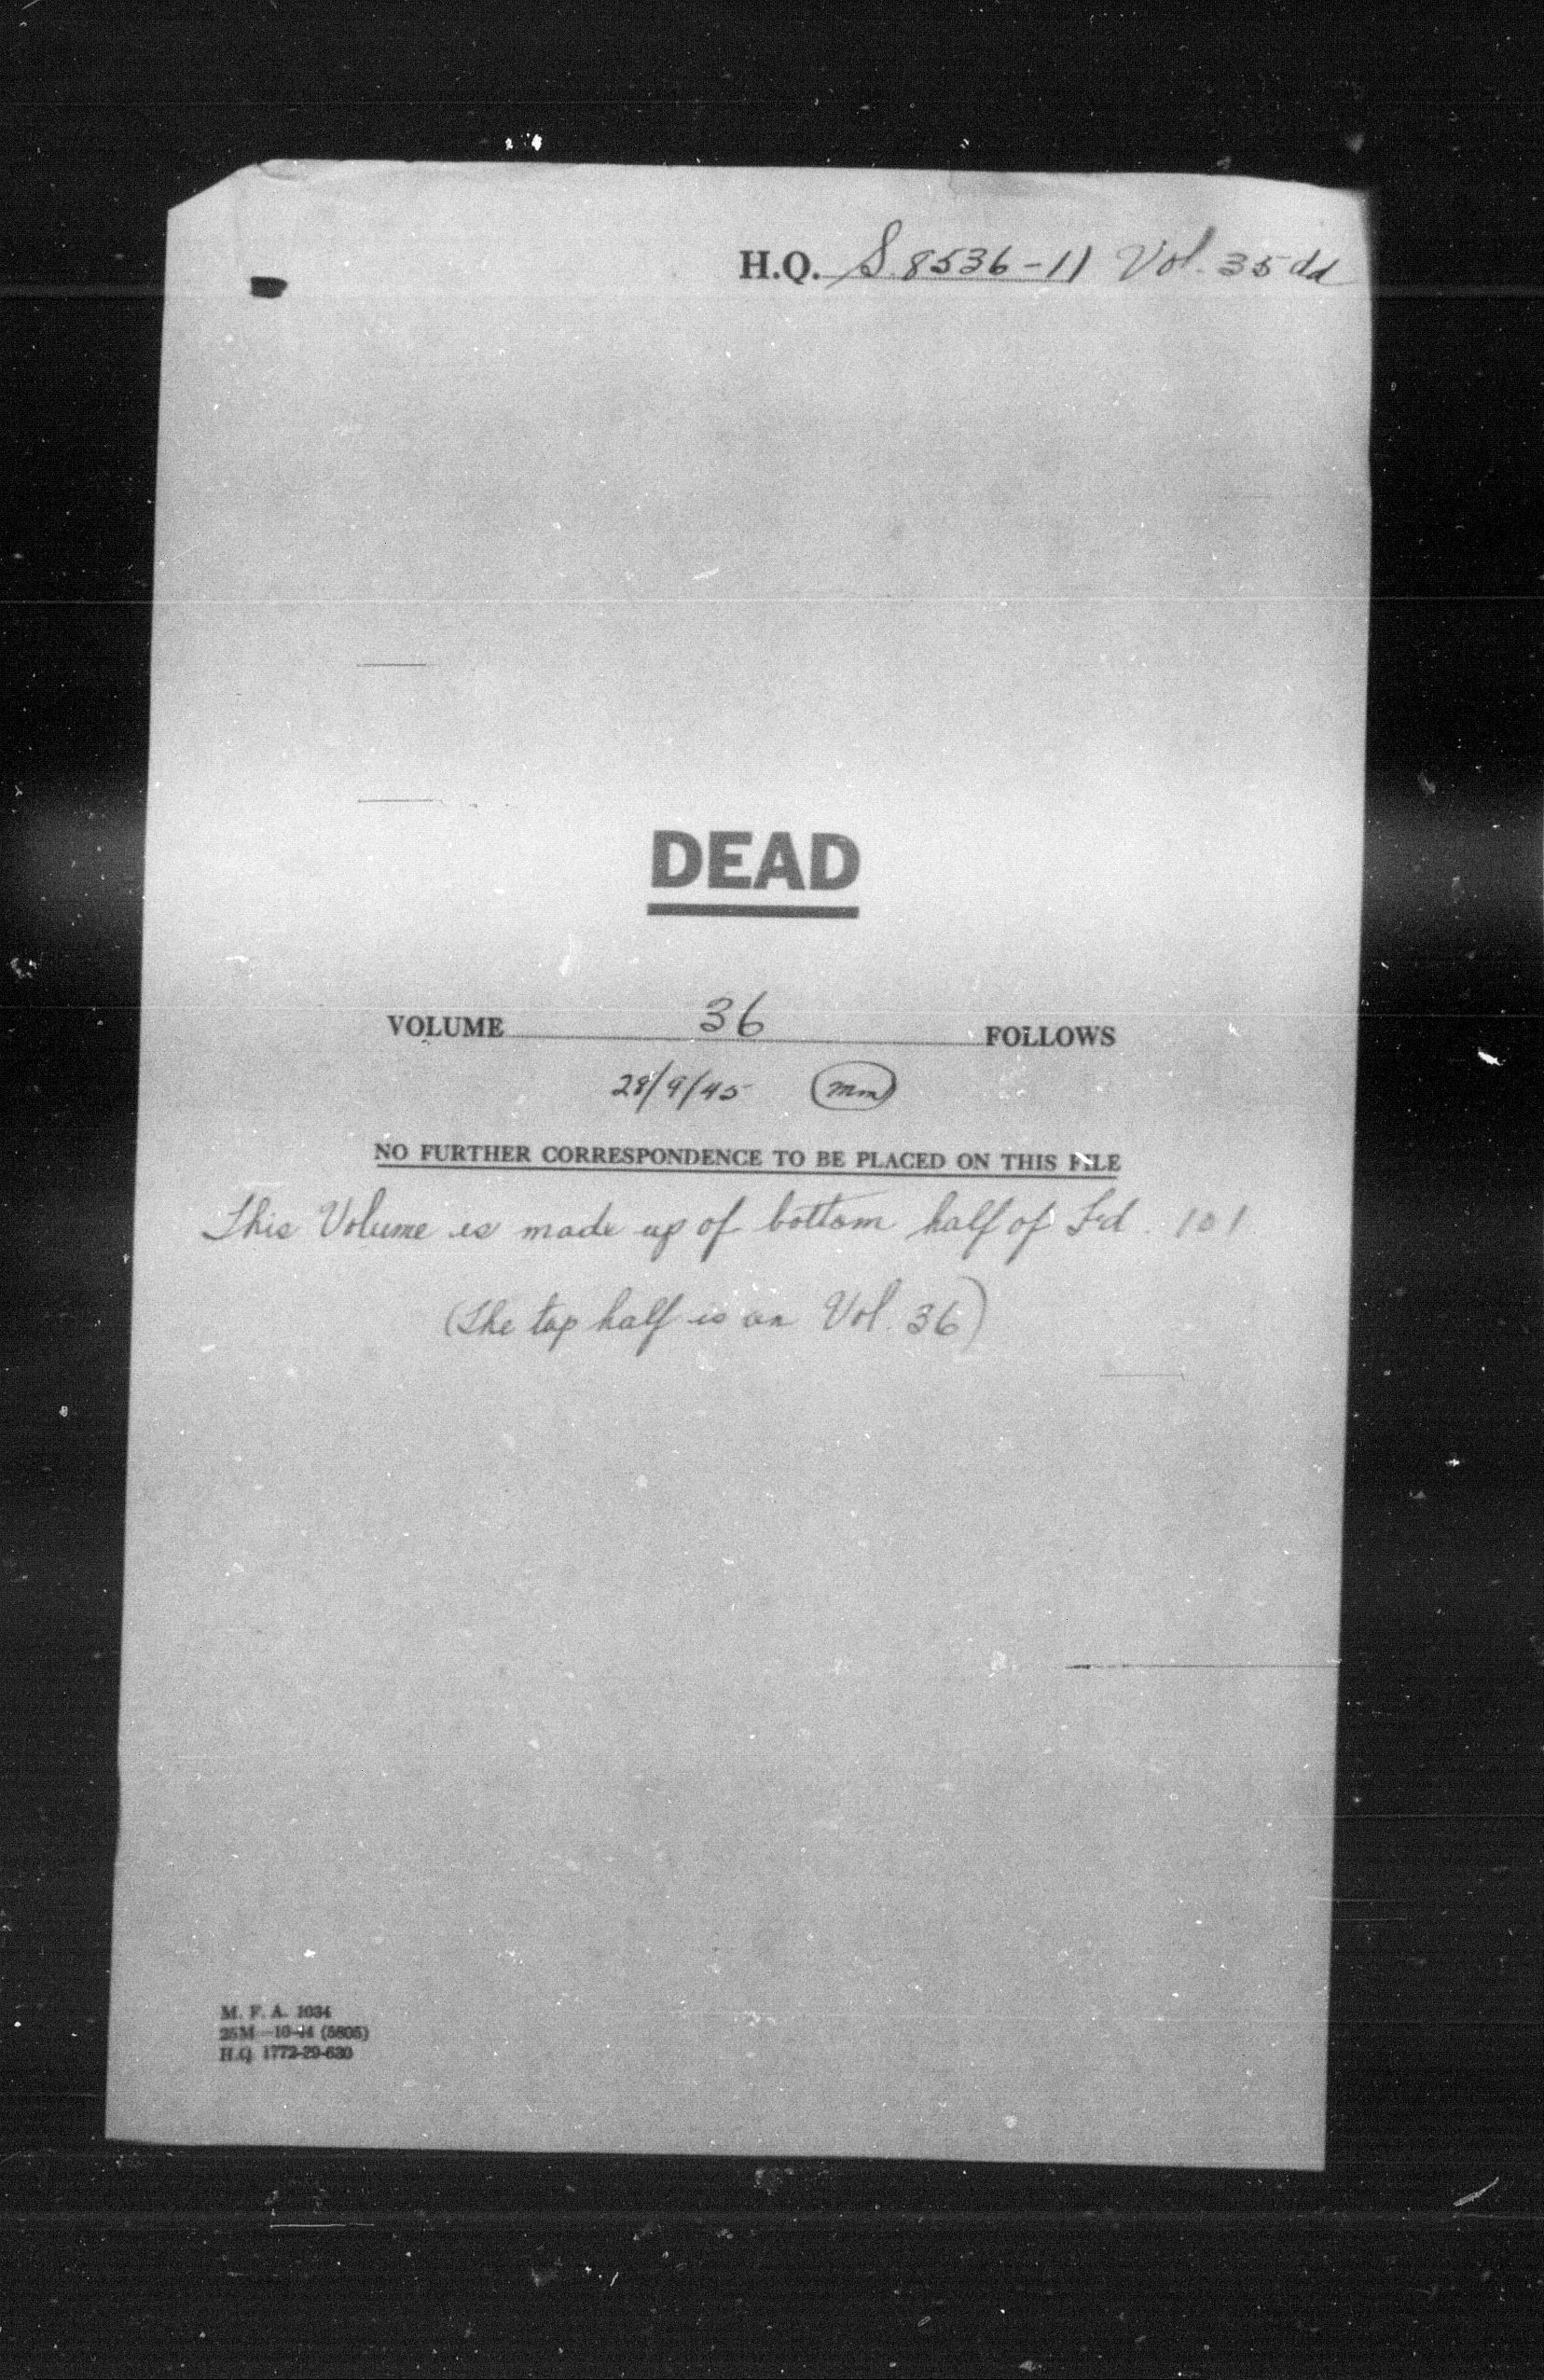 H.Q. S. 8536-11 Vol. 35 dd
DEAD
VOLUME 36 FOLLOWS
28/9/45 mm
NO FURTHER CORRESPONDENCE TO BE PLACED ON THIS FILE
This Volume is made up of bottom half of Fd. 101
(The top half is on Vol. 36)
M. F. A. 1034
25M—10-44 (5805)
H.Q. 1772-29-630